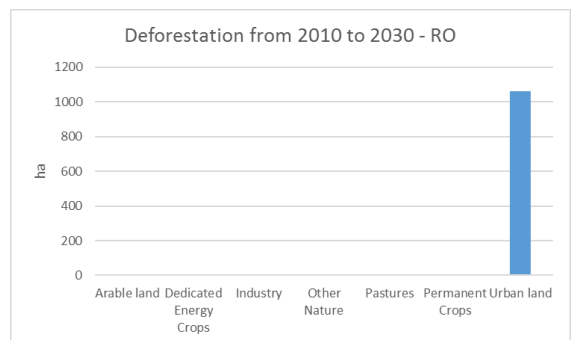 Deforestation from 2010 to 2030 - RO
1200
1000
800
600
400
200
0
ha
Arable land Dedicated Industry Other Pastures Permanent Urban land
Energy Nature Crops
Crops